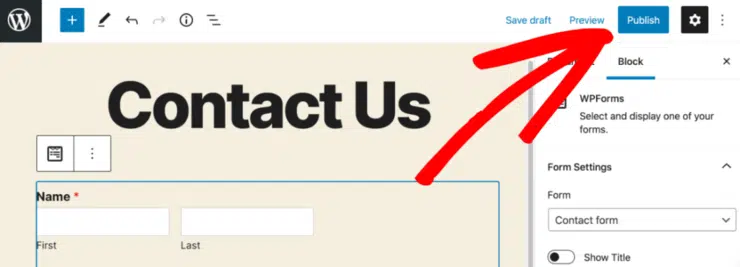 Save draft
Preview
Publish
Block
Contact Us
WPForms
Select and display one of your
forms.
Form Settings
Form
Contact form
Show Title
Name *
First
Last